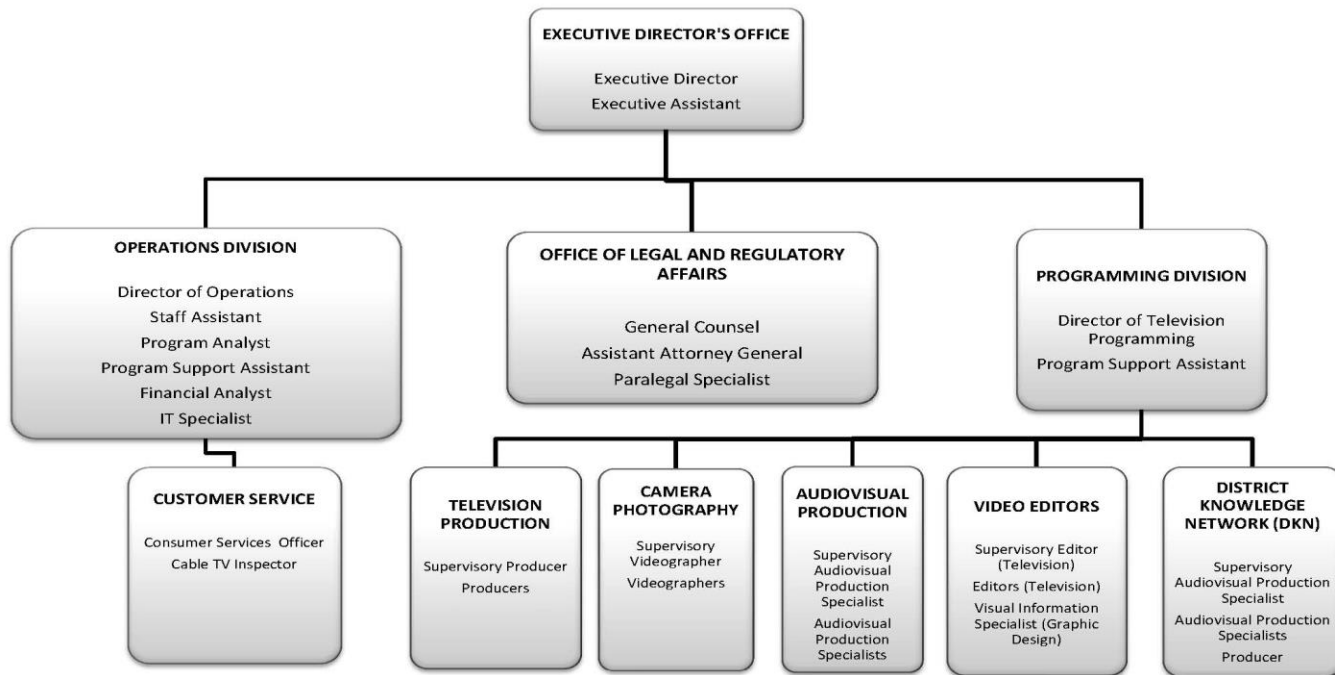 EXECUTIVE DIRECTOR'S OFFICE
Executive Director
Executive Assistant
OPERATIONS DIVISION
Director of Operations
Staff Assistant
Program Analyst
Program Support Assistant
Financial Analyst
IT Specialist
OFFICE OF LEGAL AND REGULATORY
AFFAIRS
General Counsel
Assistant Attorney General
Paralegal Specialist
PROGRAMMING DIVISION
Director of Television
Programming
Program Support Assistant
CUSTOMER SERVICE
Consumer Services Officer
Cable TV Inspector
TELEVISION
PRODUCTION
Supervisory Producer
Producers
CAMERA
PHOTOGRAPHY
Supervisory
Videographer
Videographers
AUDIOVISUAL
PRODUCTION
Supervisory
Audiovisual
Production
Specialist
Audiovisual
Production
Specialists
VIDEO EDITORS
Supervisory Editor
(Television)
Editors (Television)
Visual Information
Specialist (Graphic
Design)
DISTRICT
KNOWLEDGE
NETWORK (DKN)
Supervisory
Audiovisual Production
Specialist
Audiovisual Production
Specialists
Producer